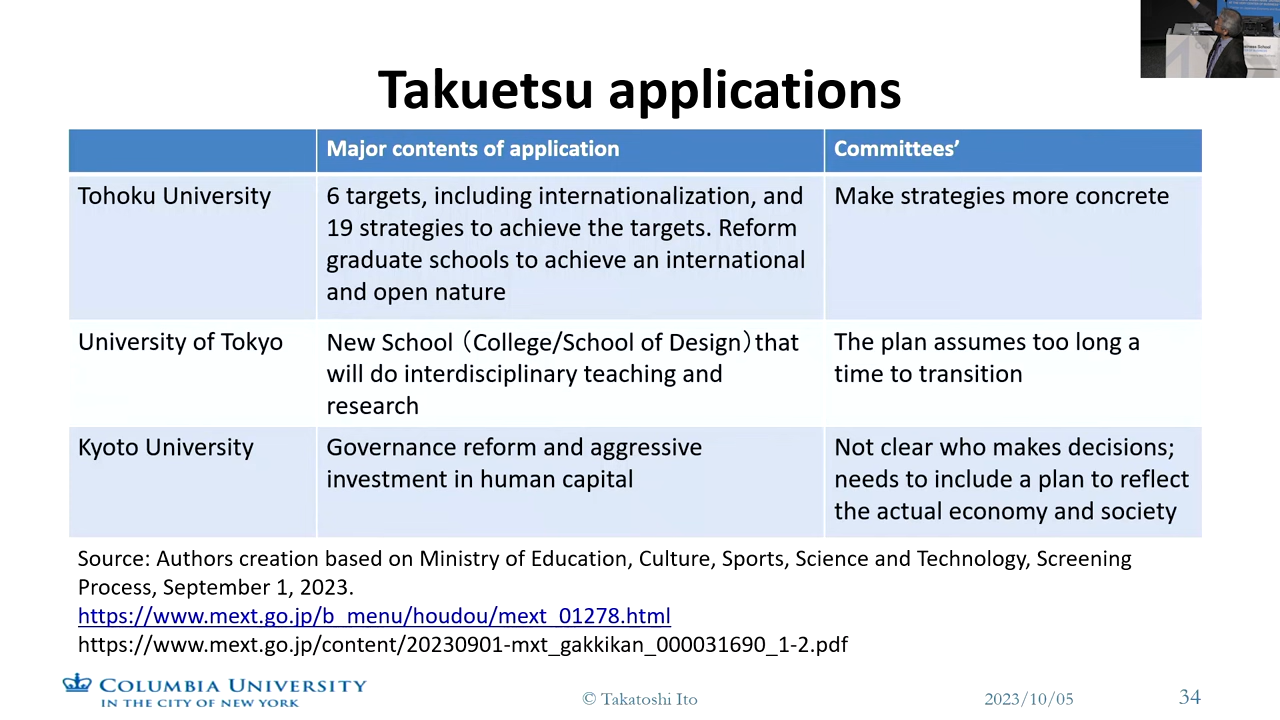 Takuetsu applications
Major contents of application
Committees’
Tohoku University
6 targets, including internationalization, and
19 strategies to achieve the targets. Reform
graduate schools to achieve an international
and open nature
Make strategies more concrete
University of Tokyo
New School（College/School of Design）that
will do interdisciplinary teaching and
research
The plan assumes too long a
time to transition
Kyoto University
Governance reform and aggressive
investment in human capital
Not clear who makes decisions;
needs to include a plan to reflect
the actual economy and society
Source: Authors creation based on Ministry of Education, Culture, Sports, Science and Technology, Screening
Process, September 1, 2023.
https://www.mext.go.jp/b_menu/houdou/mext_01278.html
https://www.mext.go.jp/content/20230901-mxt_gakkikan_000031690_1-2.pdf
COLUMBIA UNIVERSITY
IN THE CITY OF NEW YORK
© Takatoshi Ito
2023/10/05
34